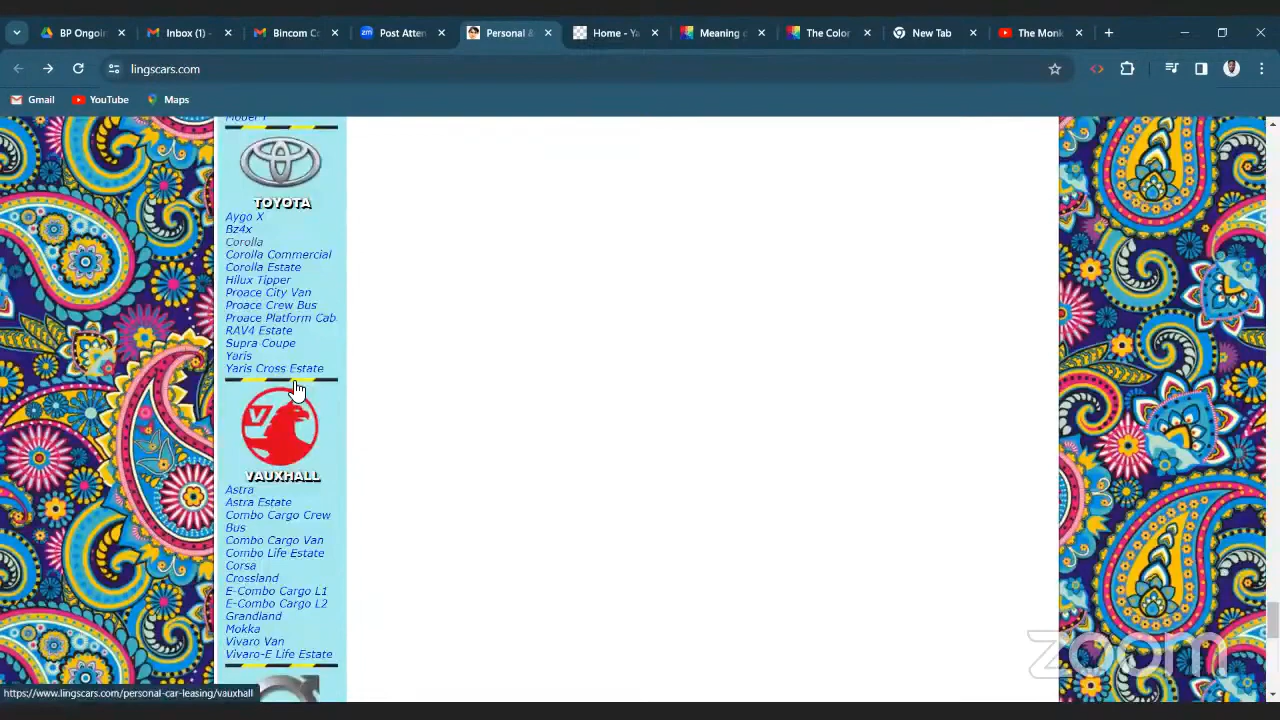 BP Ongoin
Inbox (1) -
Bincom Co
Post Atten
Personal &
Home - Ya
Meaning o
The Color
New Tab
The Monk
lingscars.com
Gmail
YouTube
Maps
TOYOTA
Aygo X
Bz4x
Corolla
Corolla Commercial
Corolla Estate
Hilux Tipper
Proace City Van
Proace Crew Bus
Proace Platform Cab
RAV4 Estate
Supra Coupe
Yaris
Yaris Cross Estate
VAUXHALL
Astra
Astra Estate
Combo Cargo Crew
Bus
Combo Cargo Van
Combo Life Estate
Corsa
Crossland
E-Combo Cargo L1
E-Combo Cargo L2
Grandland
Mokka
Vivaro Van
Vivaro-E Life Estate
zoom
https://www.lingscars.com/personal-car-leasing/vauxhall